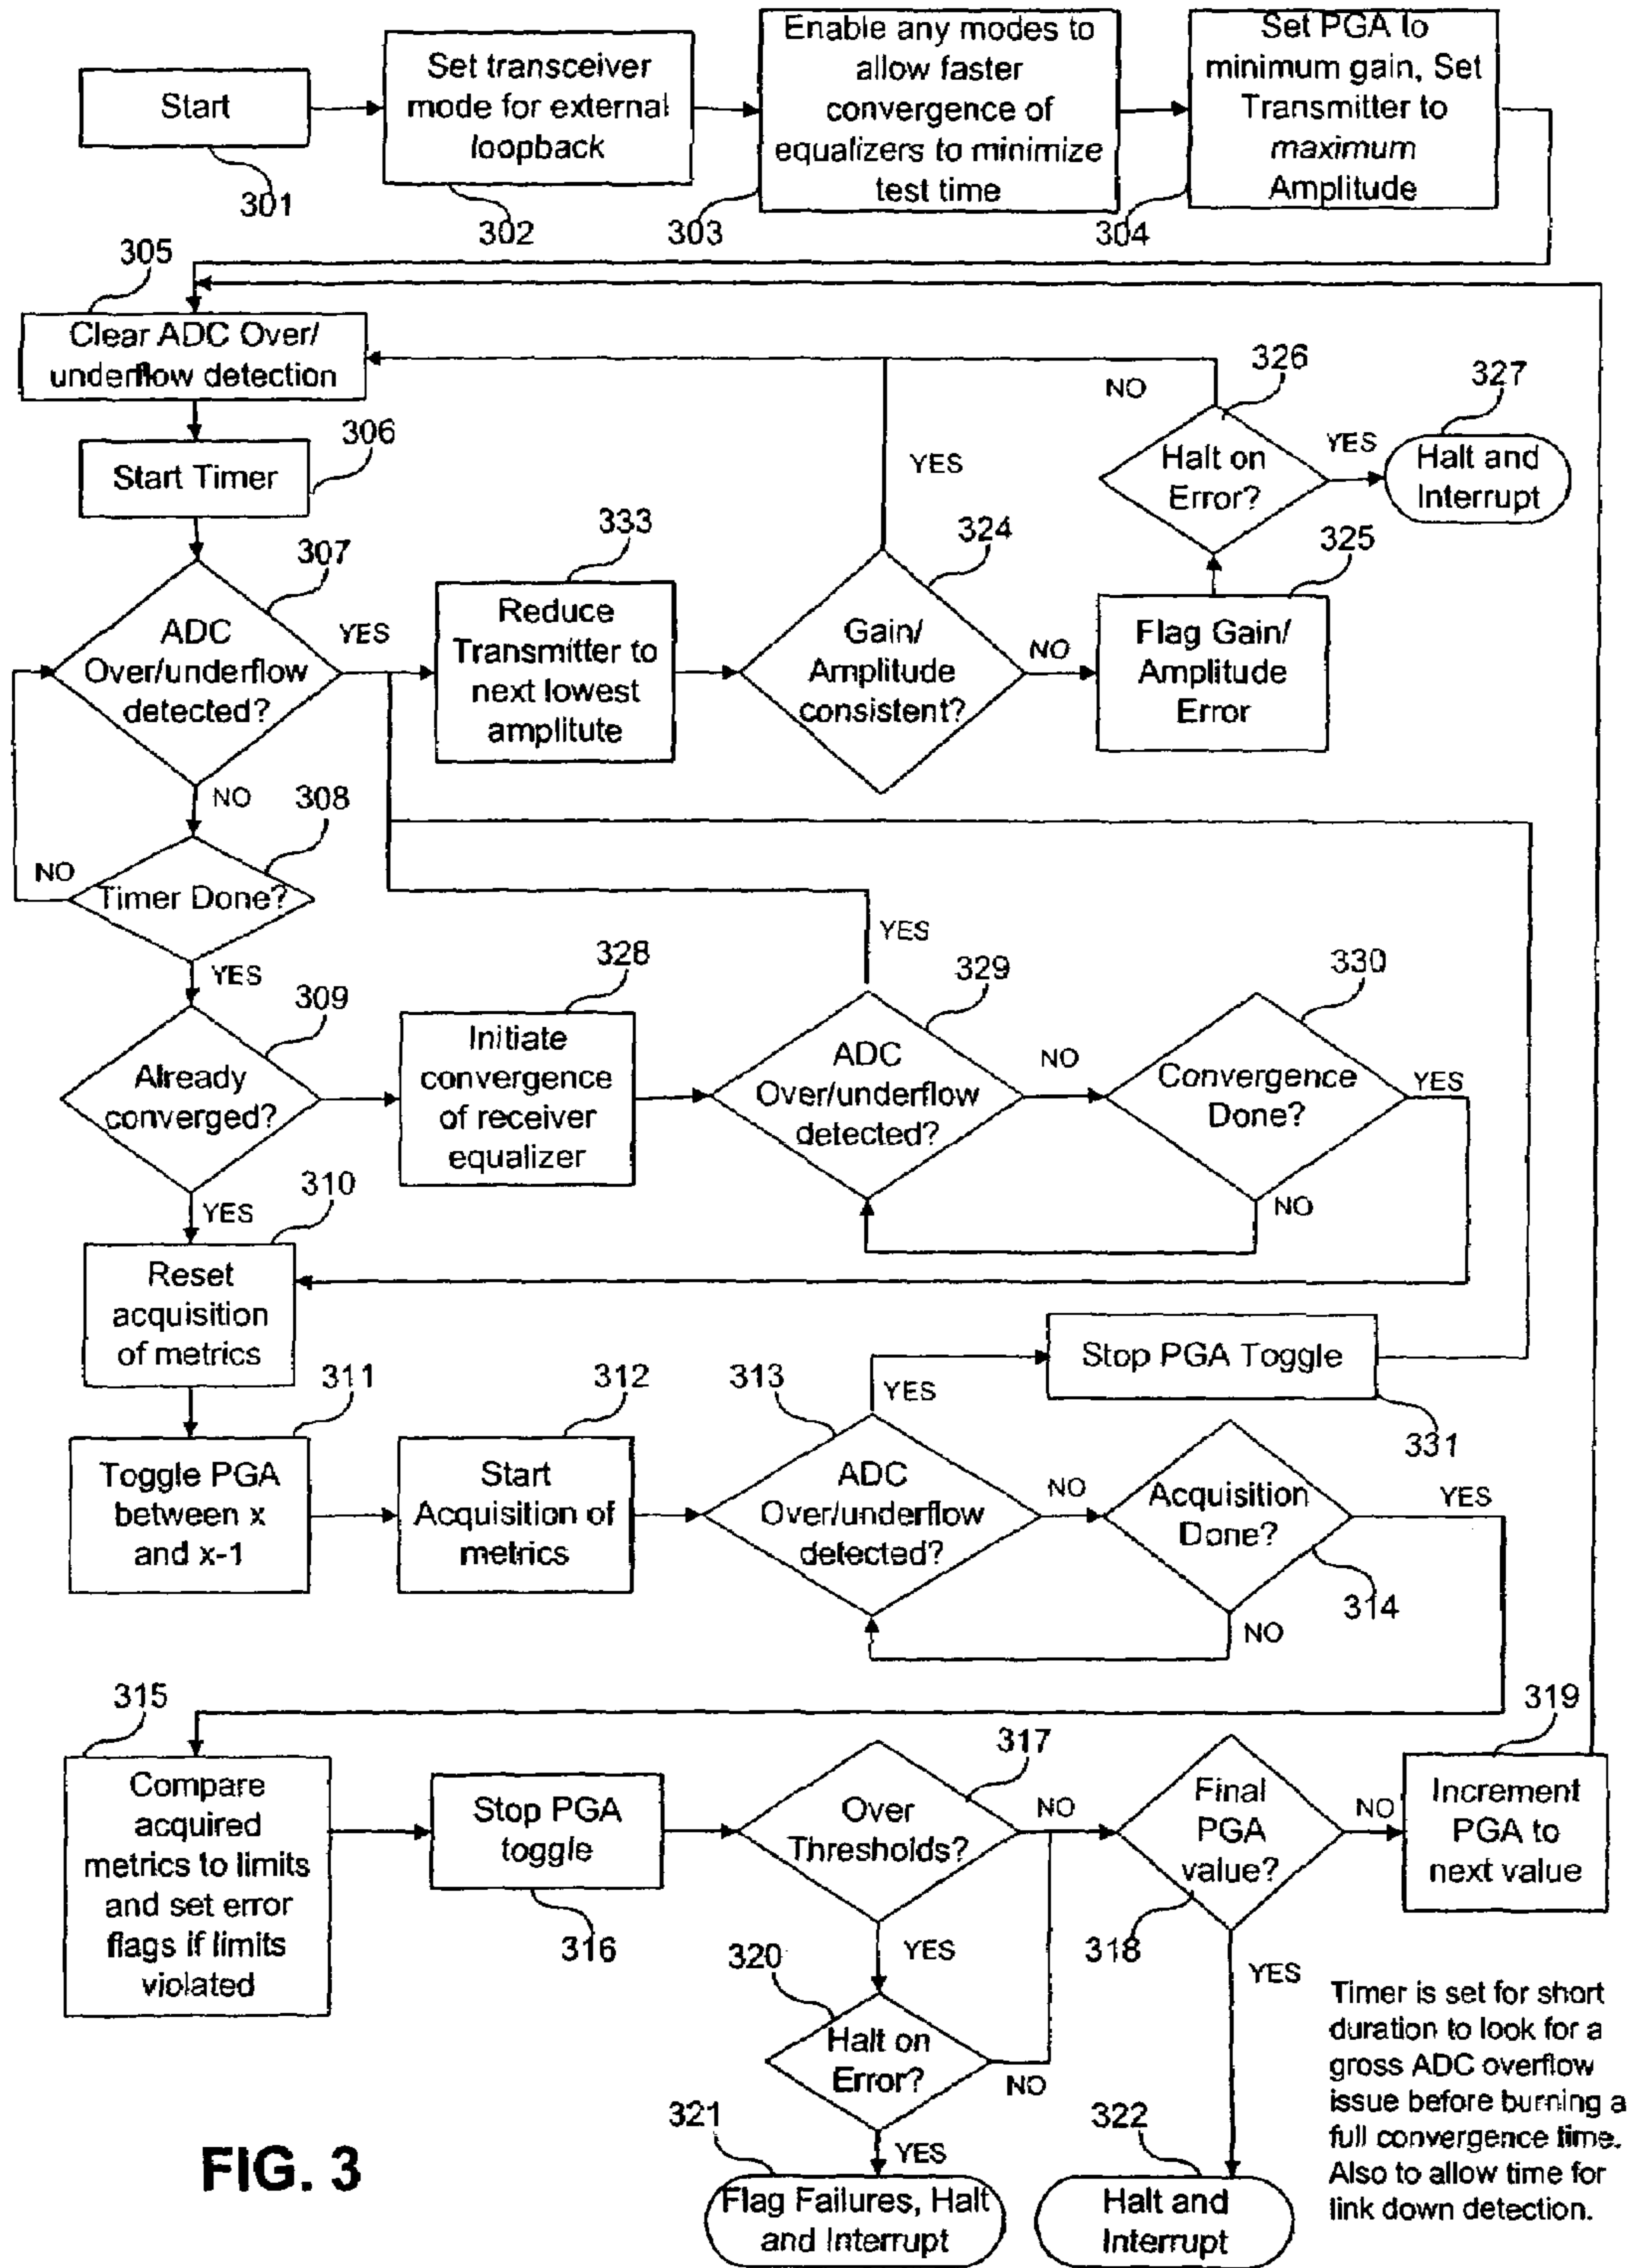 Start
301
Set transceiver
mode for external
loopback
302
Enable any modes to
allow faster
convergence of
equalizers to minimize
test time
303
Set PGA to
minimum gain, Set
Transmitter to
maximum
Amplitude
304
305
Clear ADC Over/
underflow detection
306
Start Timer
307
ADC
Over/underflow
detected?
YES
NO
308
Timer Done?
NO
YES
333
Reduce
Transmitter to
next lowest
amplitute
324
Gain/
Amplitude
consistent?
YES
NO
325
Flag Gain/
Amplitude
Error
326
Halt on
Error?
NO
YES
327
Halt and
Interrupt
309
Already
converged?
YES
328
Initiate
convergence
of receiver
equalizer
329
ADC
Over/underflow
detected?
YES
NO
330
Convergence
Done?
YES
NO
310
Reset
acquisition
of metrics
311
Toggle PGA
between x
and x-1
312
Start
Acquisition of
metrics
313
ADC
Over/underflow
detected?
YES
NO
Stop PGA Toggle
331
Acquisition
Done?
YES
314
NO
315
Compare
acquired
metrics to limits
and set error
flags if limits
violated
Stop PGA
toggle
316
317
Over
Thresholds?
NO
YES
Final
PGA
value?
318
NO
YES
319
Increment
PGA to
next value
320
Halt on
Error?
NO
YES
321
Flag Failures, Halt
and Interrupt
322
Halt and
Interrupt
Timer is set for short
duration to look for a
gross ADC overflow
issue before burning a
full convergence time.
Also to allow time for
link down detection.
FIG. 3